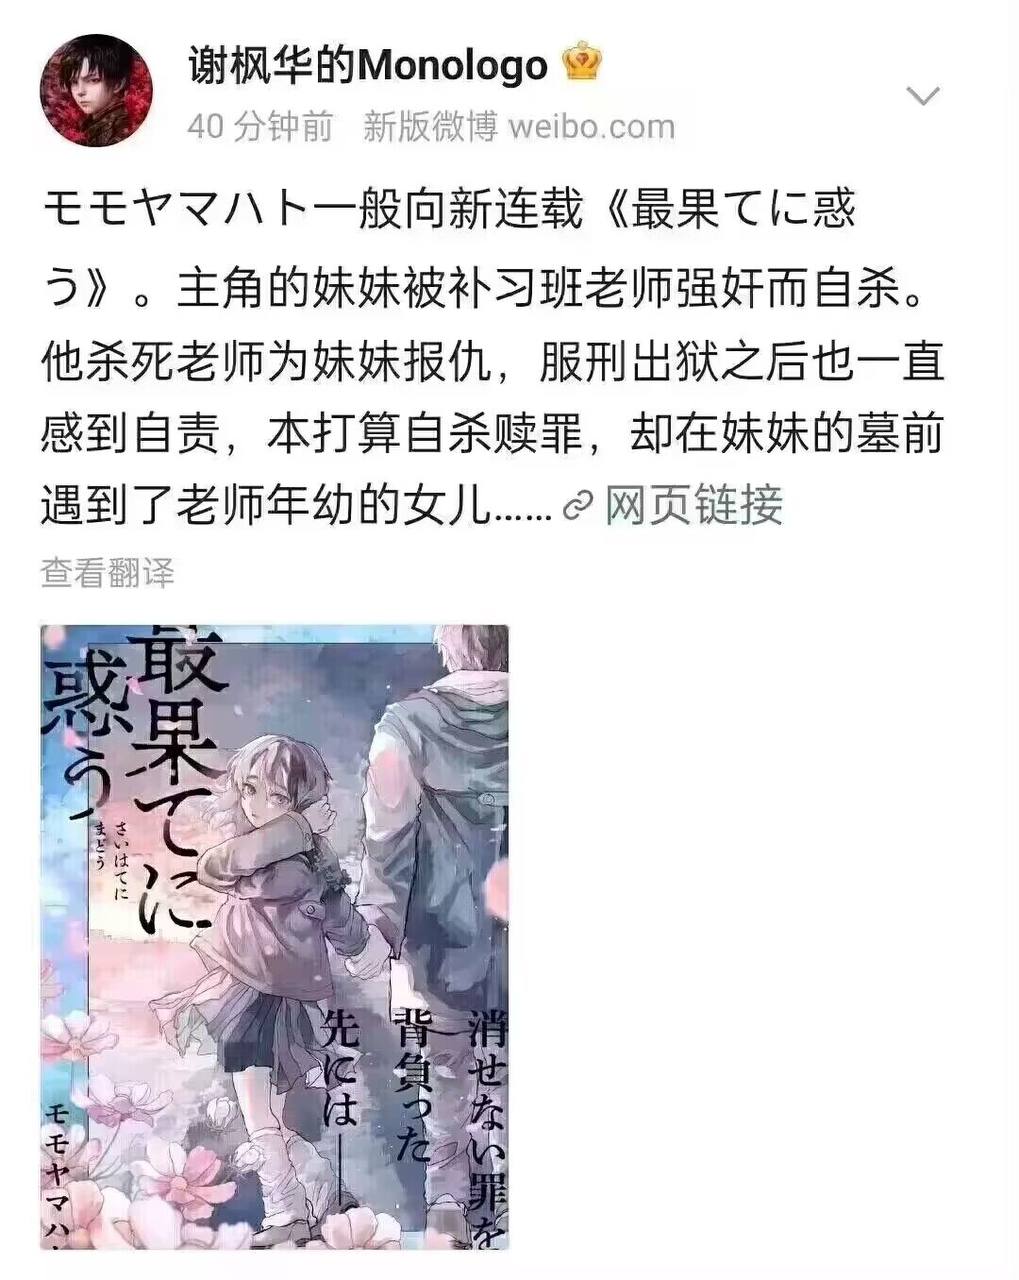 谢枫华的Monologo
40 分钟前 新版微博 weibo.com
モモヤマハト一般向新连载《最果てに惑
う》。主角的妹妹被补习班老师强奸而自杀。
他杀死老师为妹妹报仇，服刑出狱之后也一直
感到自责，本打算自杀赎罪，却在妹妹的墓前
遇到了老师年幼的女儿……网页链接
查看翻译
最果てに
惑う
さいはてに
まどう
消せない罪を
背負った
先には——
モモヤマハ